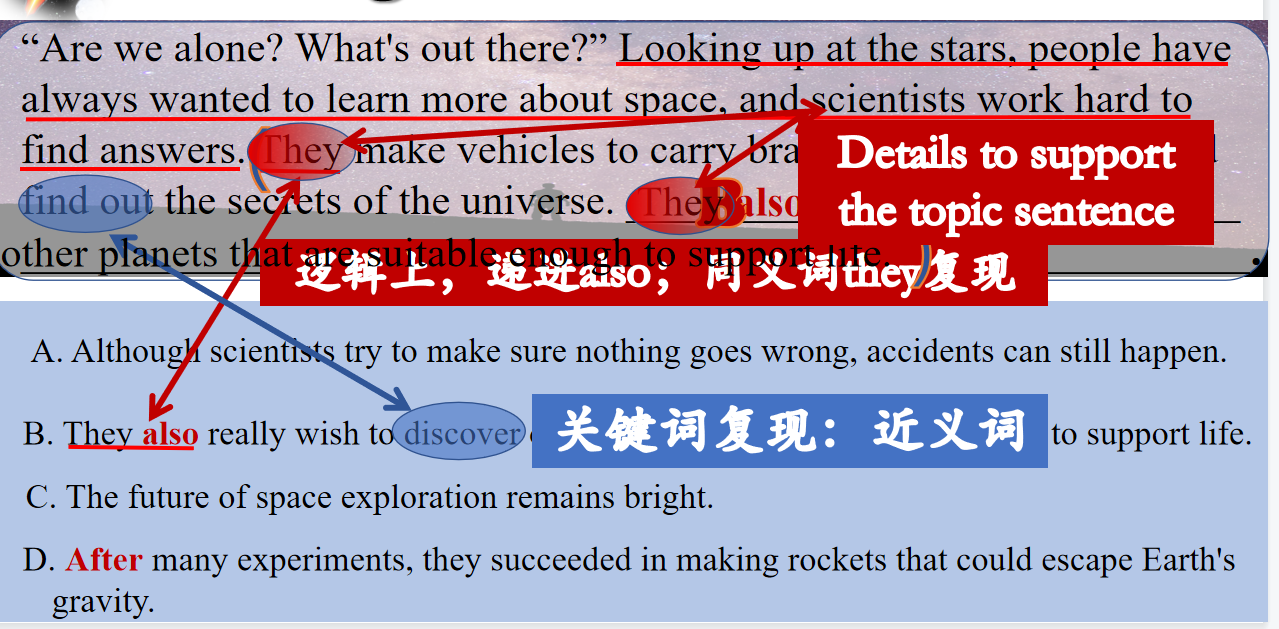 “Are we alone? What's out there?” Looking up at the stars, people have
always wanted to learn more about space, and scientists work hard to
find answers. They make vehicles to carry
Details to support
the topic sentence
find out the secrets of the universe. They also
B
other planets that are suitable enough to support life.
逻辑上，递进also；同义词they复现
A. Although scientists try to make sure nothing goes wrong, accidents can still happen.
B. They also really wish to discover
关键词复现：近义词
to support life.
C. The future of space exploration remains bright.
D. After many experiments, they succeeded in making rockets that could escape Earth's
gravity.